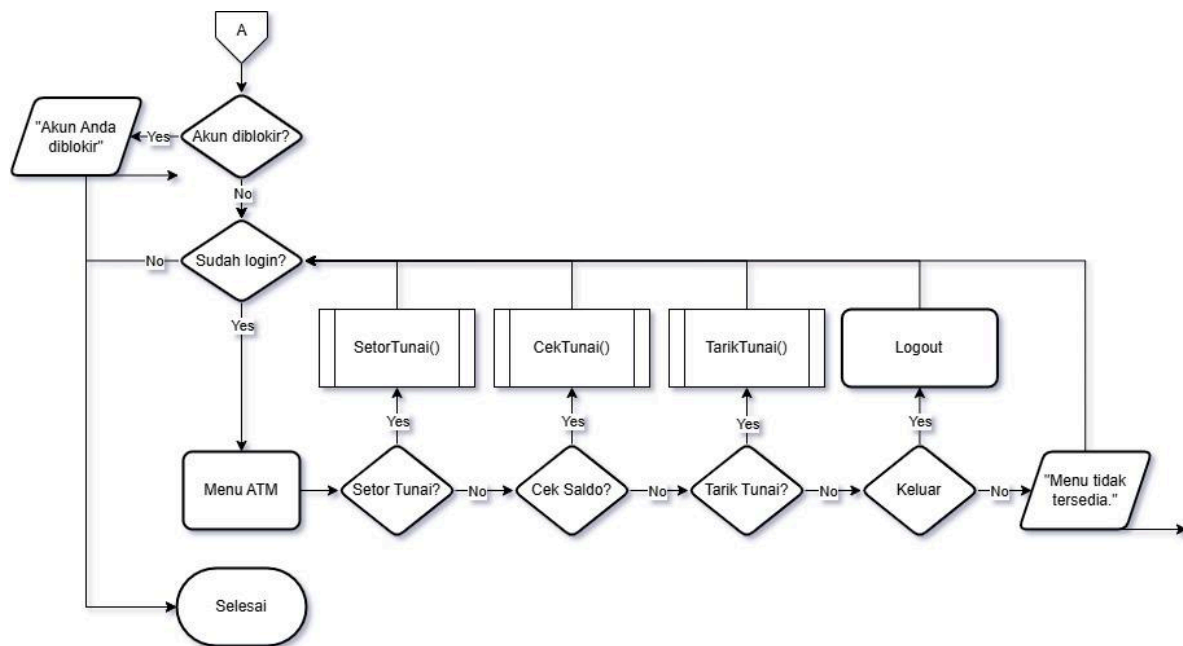 A
"Akun Anda
diblokir"
Yes
Akun diblokir?
No
No
Sudah login?
Yes
SetorTunai()
CekTunai()
TarikTunai()
Logout
Yes
Yes
Yes
Yes
Menu ATM
Setor Tunai?
No
Cek Saldo?
No
Tarik Tunai?
No
Keluar
No
"Menu tidak
tersedia."
Selesai